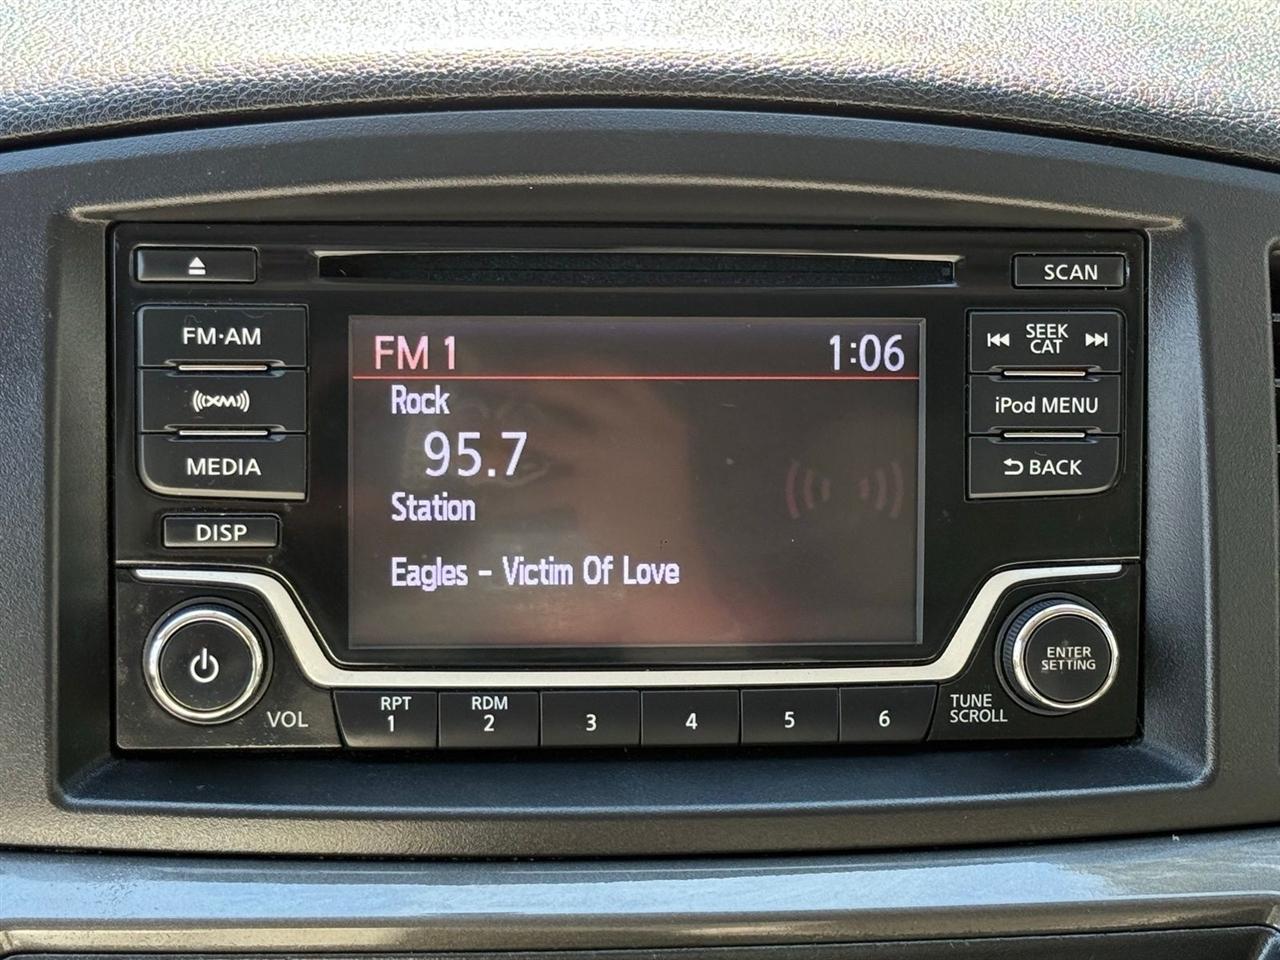 SCAN
FM·AM
SEEK
CAT
FM 1
1:06
XM
Rock
iPod MENU
95.7
MEDIA
BACK
Station
DISP
Eagles - Victim Of Love
ENTER
SETTING
VOL
RPT
1
RDM
2
3
4
5
6
TUNE
SCROLL